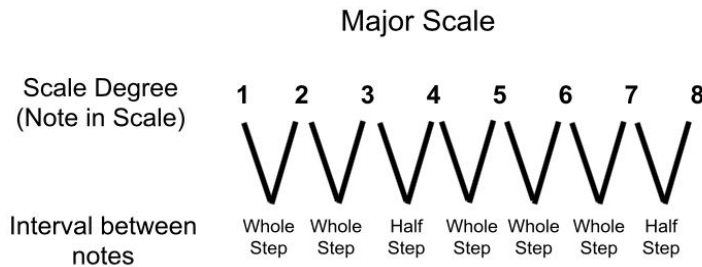 Major Scale
Scale Degree
(Note in Scale)
1 2 3 4 5 6 7 8
Interval between
notes
Whole Step
Whole Step
Half Step
Whole Step
Whole Step
Whole Step
Half Step